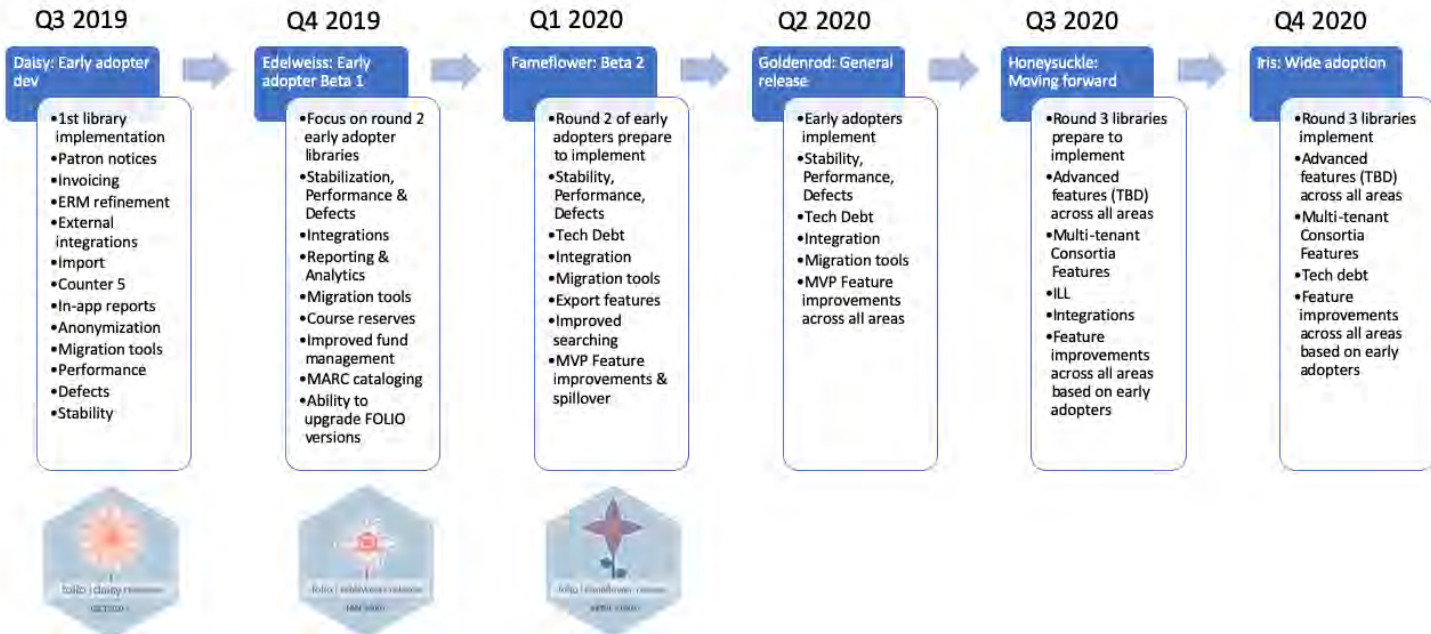 Q3 2019
Q4 2019
Q1 2020
Q2 2020
Q3 2020
Q4 2020
Daisy: Early adopter
dev
Edelweiss: Early
adopter Beta 1
Fameflower: Beta 2
Goldenrod: General
release
Honeysuckle:
Moving forward
Iris: Wide adoption
•1st library
implementation
•Patron notices
•Invoicing
•ERM refinement
•External
integrations
•Import
•Counter 5
•In-app reports
•Anonymization
•Migration tools
•Performance
•Defects
•Stability
•Focus on round 2
early adopter
libraries
•Stabilization,
Performance &
Defects
•Integrations
•Reporting &
Analytics
•Migration tools
•Course reserves
•Improved fund
management
•MARC cataloging
•Ability to
upgrade FOLIO
versions
•Round 2 of early
adopters prepare
to implement
•Stability,
Performance,
Defects
•Tech Debt
•Integration
•Migration tools
•Export features
•Improved
searching
•MVP Feature
improvements &
spillover
•Early adopters
implement
•Stability,
Performance,
Defects
•Tech Debt
•Integration
•Migration tools
•MVP Feature
improvements
across all areas
•Round 3 libraries
prepare to
implement
•Advanced
features (TBD)
across all areas
•Multi-tenant
Consortia
Features
•ILL
•Integrations
•Feature
improvements
across all areas
based on early
adopters
•Round 3 libraries
implement
•Advanced
features (TBD)
across all areas
•Multi-tenant
Consortia
Features
•Tech debt
•Feature
improvements
across all areas
based on early
adopters
folio | daisy release
folio | edelweiss release
folio | fameflower release